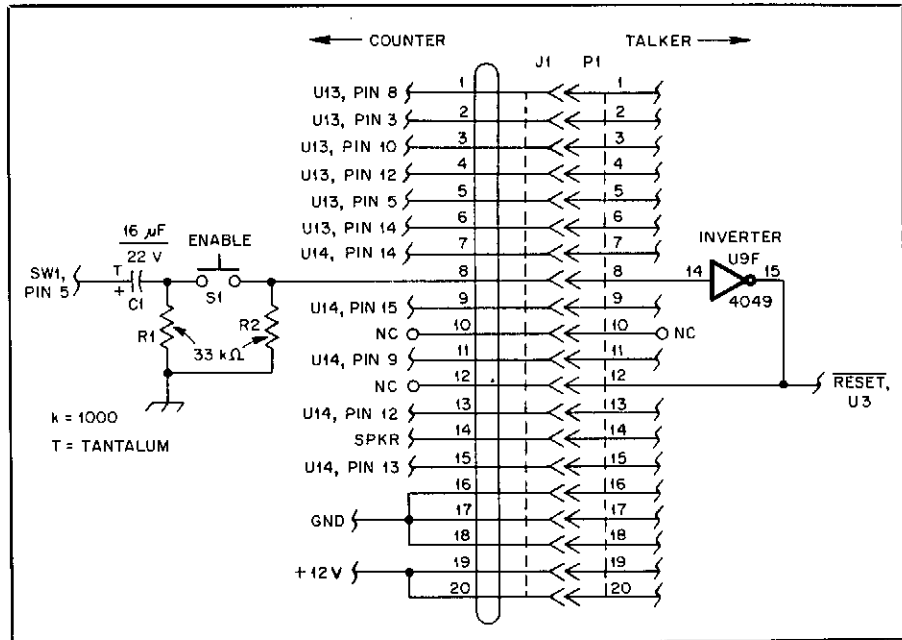 COUNTER TALKER
J1 P1
U13, PIN 8 1 1
U13, PIN 3 2 2
U13, PIN 10 3 3
U13, PIN 12 4 4
U13, PIN 5 5 5
U13, PIN 14 6 6
U14, PIN 14 7 7
16 µF
22 V
ENABLE
INVERTER
U9F
SW1,
PIN 5
T
+
C1
S1
8 8
14 15
4049
R1
R2
33 kΩ
U14, PIN 15 9 9
NC 10 10 NC
U14, PIN 9 11 11
NC 12 12
RESET,
U3
U14, PIN 12 13 13
SPKR 14 14
U14, PIN 13 15 15
16 16
GND 17 17
18 18
+12V 19 19
20 20
k = 1000
T = TANTALUM